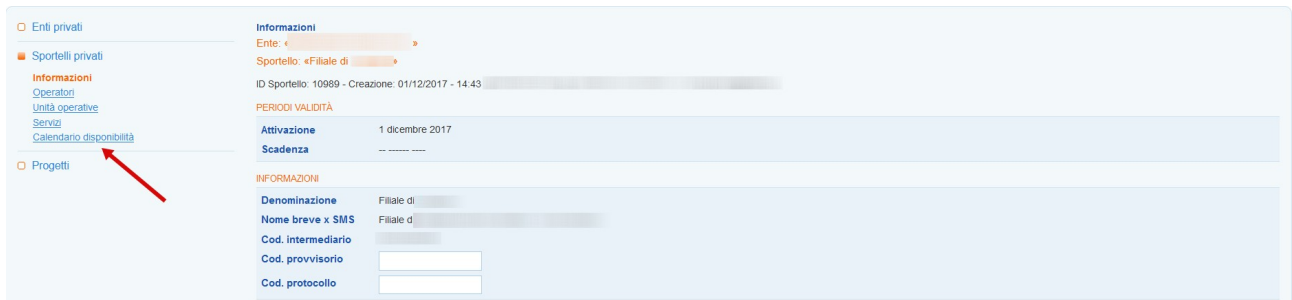 Enti privati
Sportelli privati
Informazioni
Operatori
Unità operative
Servizi
Calendario disponibilità
Progetti
Informazioni
Ente: « »
Sportello: «Filiale di »
ID Sportello: 10989 - Creazione: 01/12/2017 - 14:43
PERIODI VALIDITÀ
Attivazione 1 dicembre 2017
Scadenza -- ------ ----
INFORMAZIONI
Denominazione Filiale di
Nome breve x SMS Filiale d
Cod. intermediario
Cod. provvisorio
Cod. protocollo